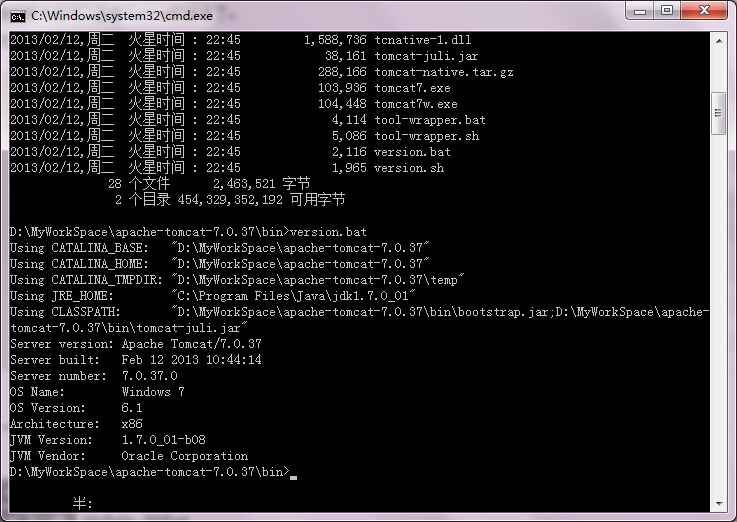 C:\Windows\system32\cmd.exe
2013/02/12,周二  火星时间 : 22:45         1,588,736 tcnative-1.dll
2013/02/12,周二  火星时间 : 22:45            38,161 tomcat-juli.jar
2013/02/12,周二  火星时间 : 22:45           288,166 tomcat-native.tar.gz
2013/02/12,周二  火星时间 : 22:45           103,936 tomcat7.exe
2013/02/12,周二  火星时间 : 22:45           104,448 tomcat7w.exe
2013/02/12,周二  火星时间 : 22:45             4,114 tool-wrapper.bat
2013/02/12,周二  火星时间 : 22:45             5,086 tool-wrapper.sh
2013/02/12,周二  火星时间 : 22:45             2,116 version.bat
2013/02/12,周二  火星时间 : 22:45             1,965 version.sh
28 个文件      2,463,521 字节
2 个目录 454,329,352,192 可用字节
D:\MyWorkSpace\apache-tomcat-7.0.37\bin>version.bat
Using CATALINA_BASE:   "D:\MyWorkSpace\apache-tomcat-7.0.37"
Using CATALINA_HOME:   "D:\MyWorkSpace\apache-tomcat-7.0.37"
Using CATALINA_TMPDIR: "D:\MyWorkSpace\apache-tomcat-7.0.37\temp"
Using JRE_HOME:        "C:\Program Files\Java\jdk1.7.0_01"
Using CLASSPATH:       "D:\MyWorkSpace\apache-tomcat-7.0.37\bin\bootstrap.jar;D:\MyWorkSpace\apache-
tomcat-7.0.37\bin\tomcat-juli.jar"
Server version: Apache Tomcat/7.0.37
Server built:   Feb 12 2013 10:44:14
Server number:  7.0.37.0
OS Name:        Windows 7
OS Version:     6.1
Architecture:   x86
JVM Version:    1.7.0_01-b08
JVM Vendor:     Oracle Corporation
D:\MyWorkSpace\apache-tomcat-7.0.37\bin>_
半: